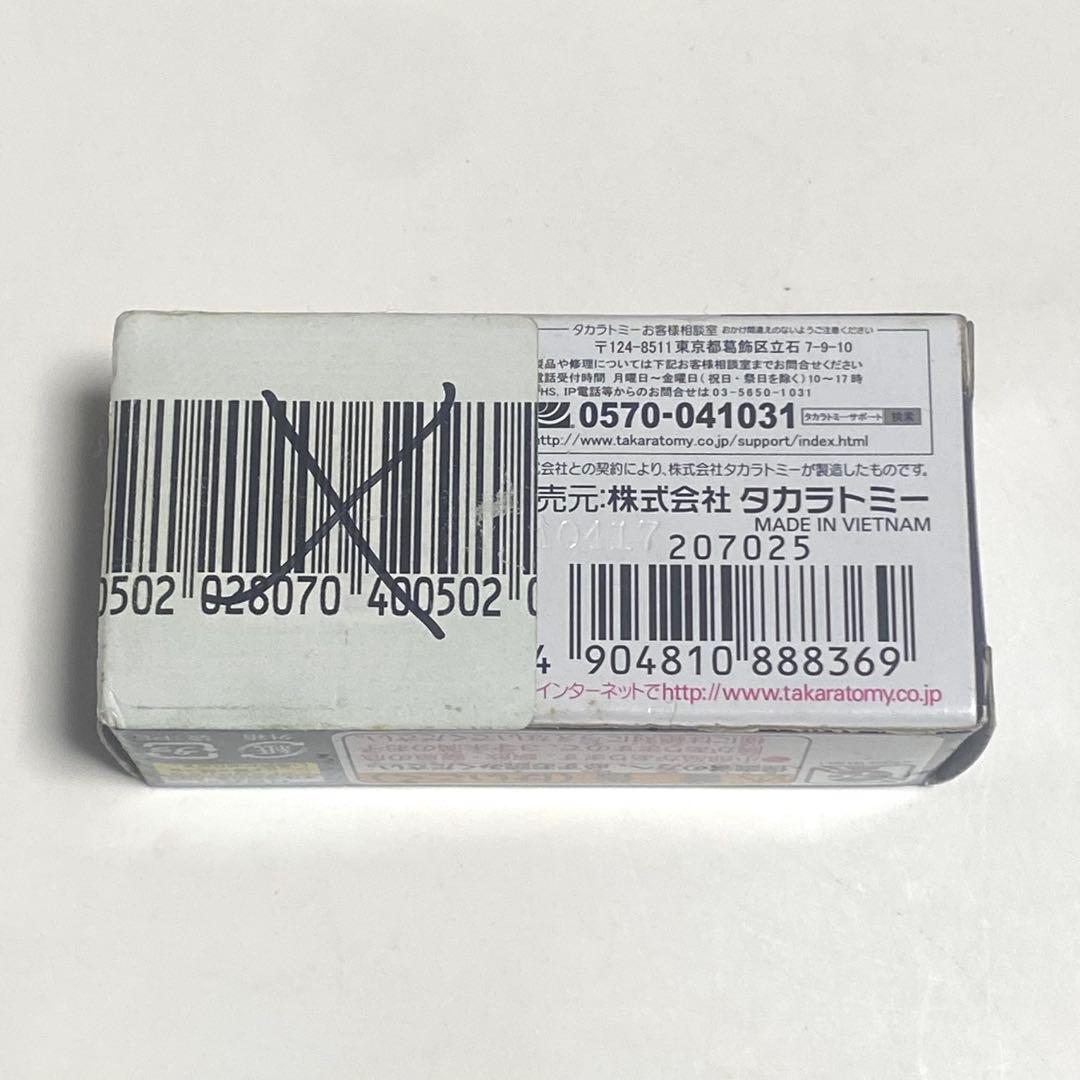 タカラトミーお客様相談室 おかけ間違えのないようご注意ください
〒124-8511 東京都葛飾区立石 7-9-10
製品や修理については下記お客様相談室までお問合せください
電話受付時間 月曜日〜金曜日(祝日・祭日を除く)10〜17時
PHS、IP電話等からのお問合せは 03-5650-1031
0570-041031 タカラトミーサポート 検索
http://www.takaratomy.co.jp/support/index.html
式会社との契約により、株式会社タカラトミーが製造したものです。
売元:株式会社 タカラトミー
MADE IN VIETNAM
0417
207025
0502 028070 400502 0
4 904810 888369
インターネットでhttp://www.takaratomy.co.jp